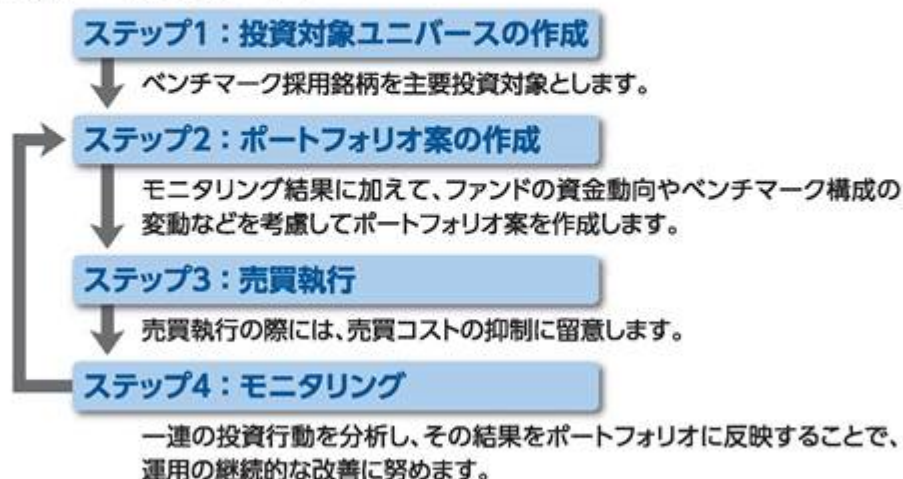 ステップ1：投資対象ユニバースの作成
ベンチマーク採用銘柄を主要投資対象とします。
ステップ2：ポートフォリオ案の作成
モニタリング結果に加えて、ファンドの資金動向やベンチマーク構成の
変動などを考慮してポートフォリオ案を作成します。
ステップ3：売買執行
売買執行の際には、売買コストの抑制に留意します。
ステップ4：モニタリング
一連の投資行動を分析し、その結果をポートフォリオに反映することで、
運用の継続的な改善に努めます。